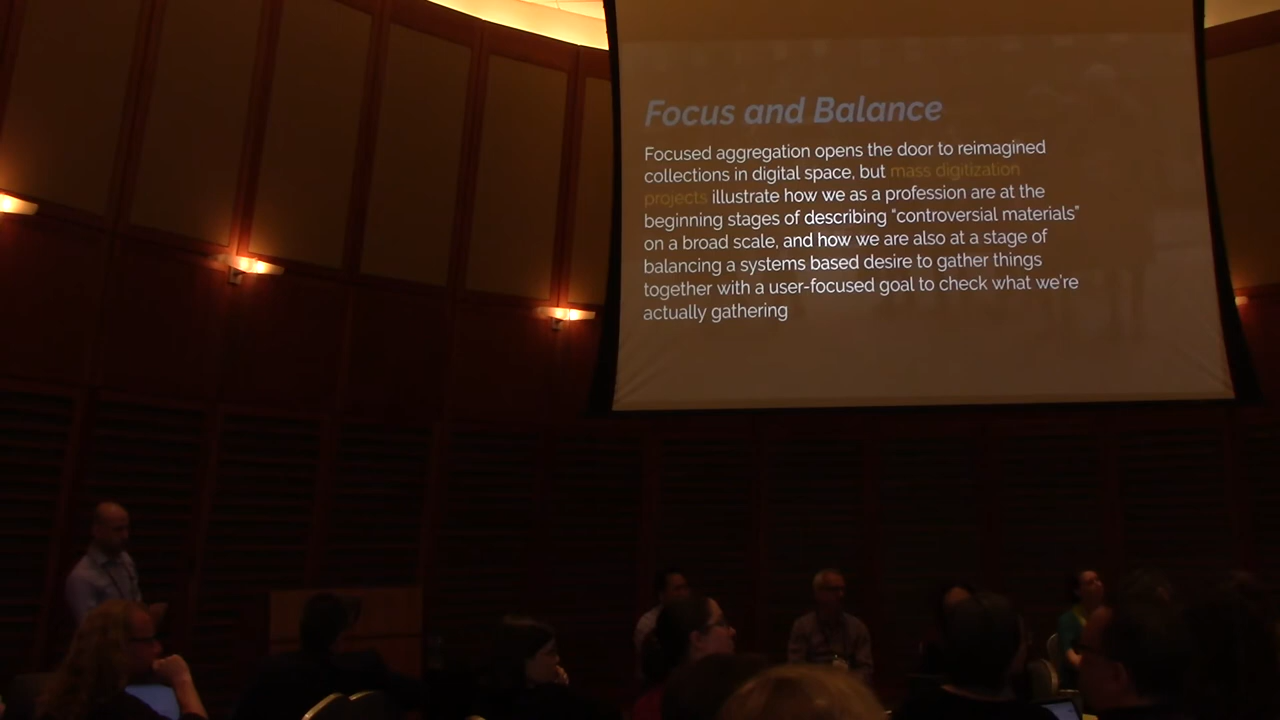 Focus and Balance
Focused aggregation opens the door to reimagined
collections in digital space, but mass digitization
projects illustrate how we as a profession are at the
beginning stages of describing "controversial materials"
on a broad scale, and how we are also at a stage of
balancing a systems based desire to gather things
together with a user-focused goal to check what we're
actually gathering